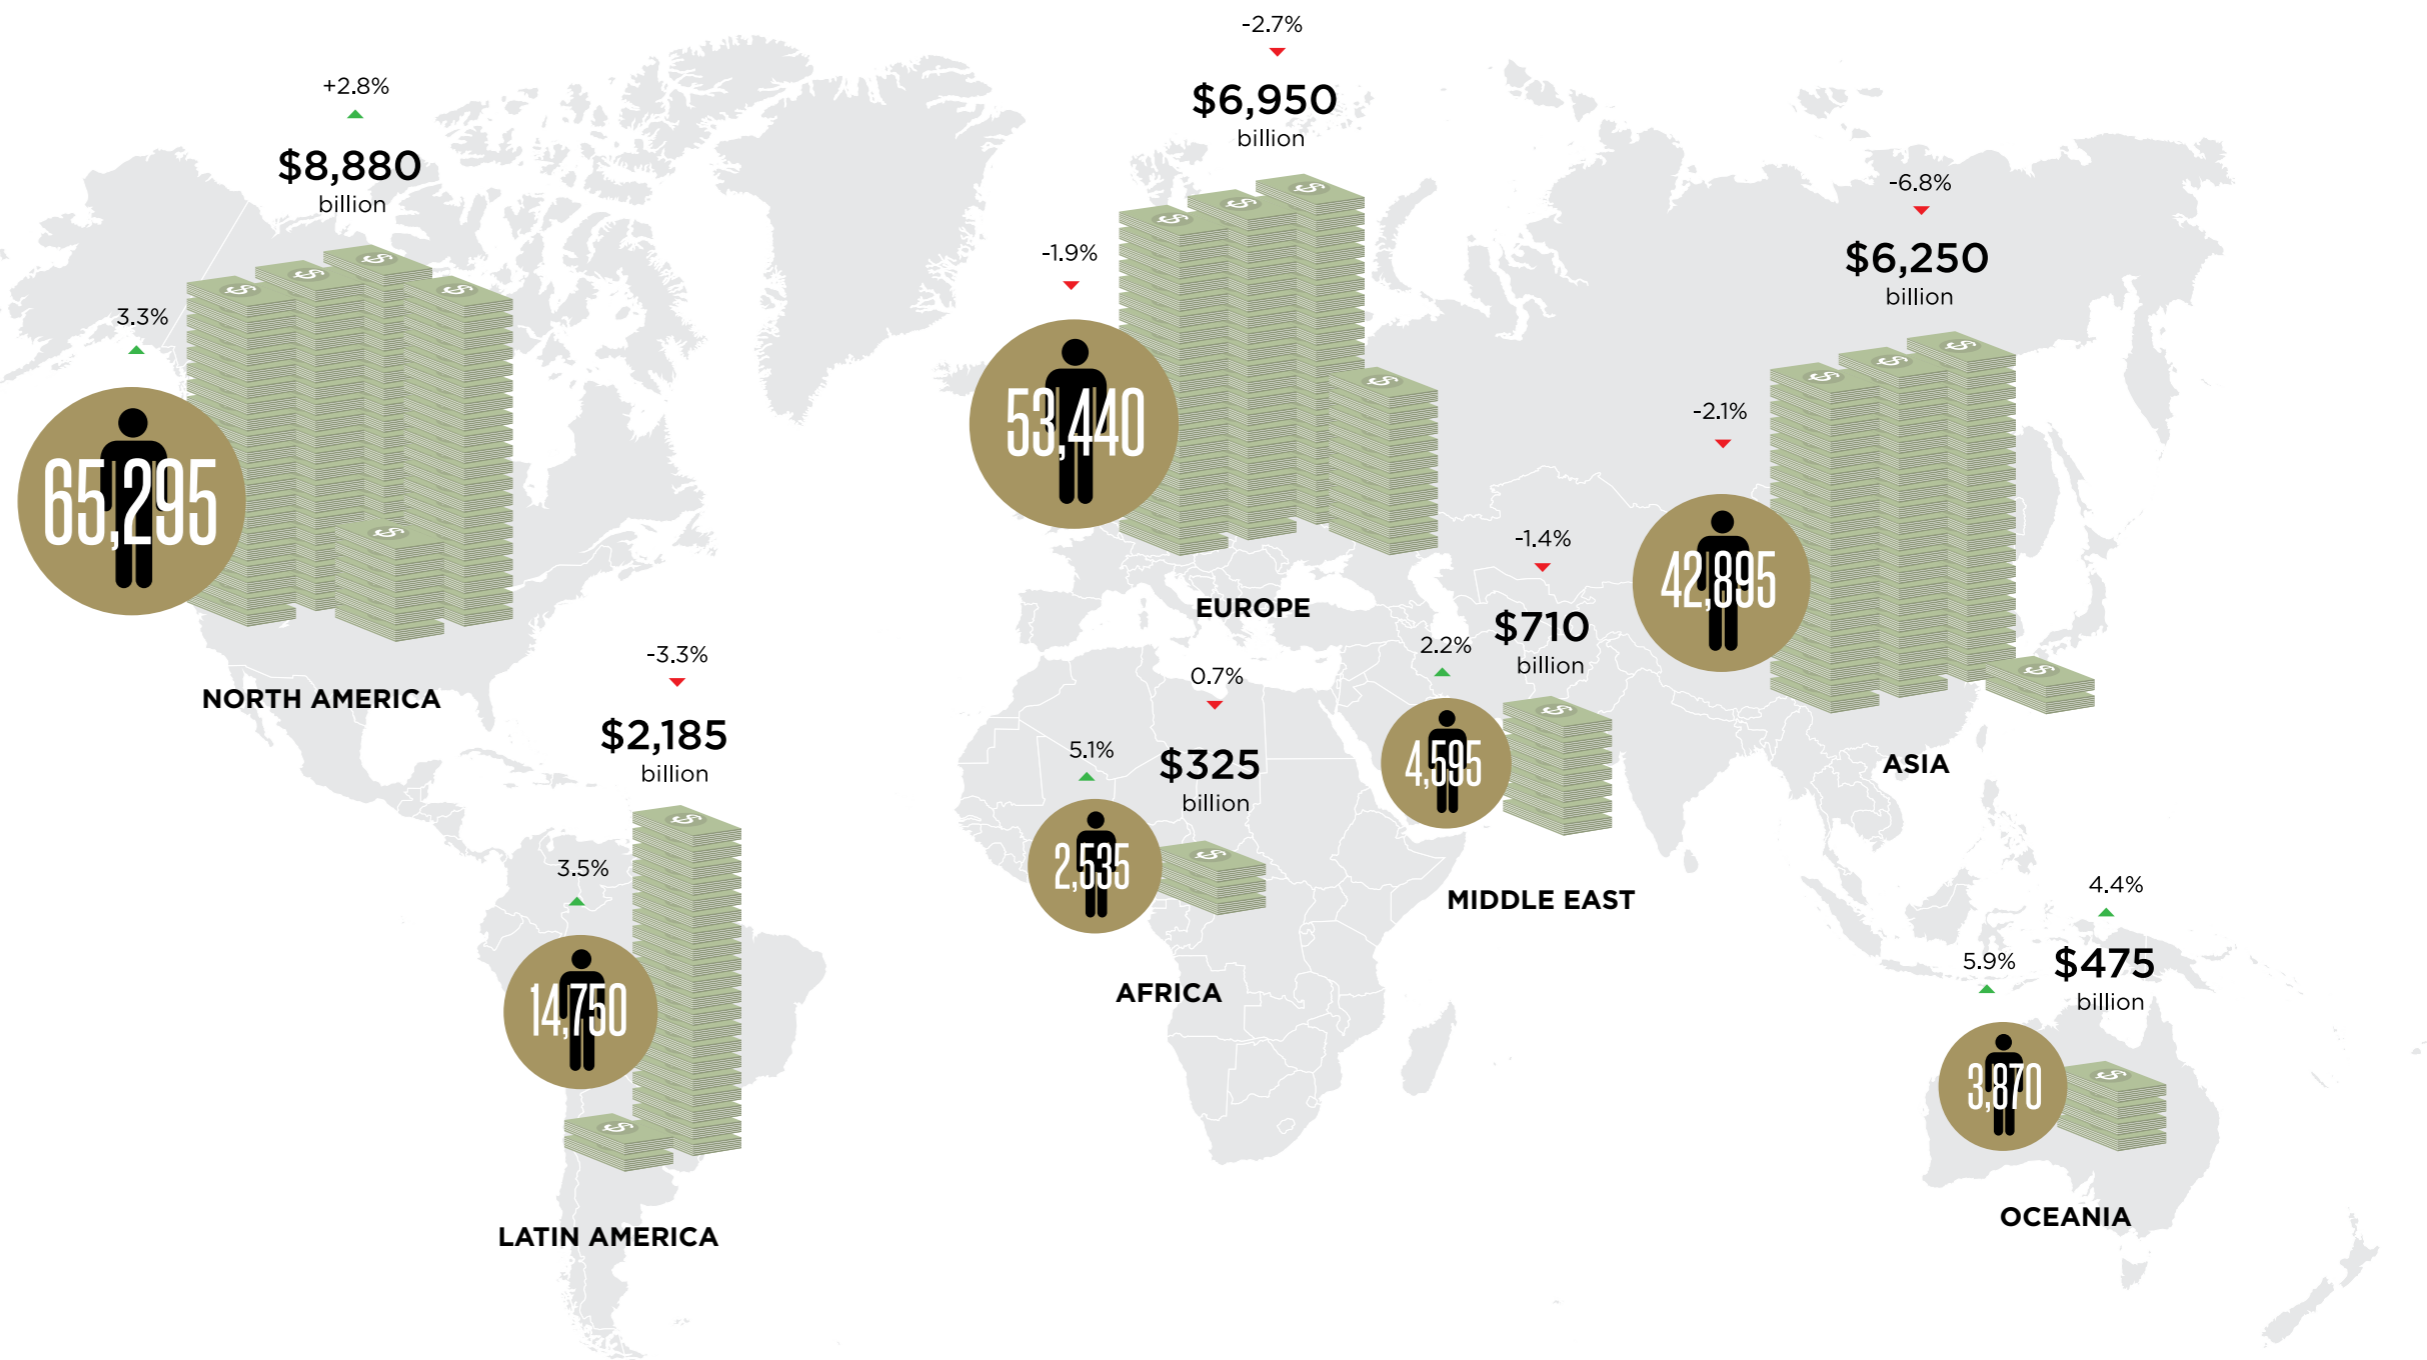 +2.8%
$8,880
billion
3.3%
65,295
NORTH AMERICA
-3.3%
$2,185
billion
3.5%
14,750
LATIN AMERICA
-2.7%
$6,950
billion
-1.9%
53,440
EUROPE
0.7%
5.1%
$325
billion
2,535
AFRICA
-1.4%
$710
billion
2.2%
4,595
MIDDLE EAST
-6.8%
$6,250
billion
-2.1%
42,895
ASIA
4.4%
$475
billion
5.9%
3,870
OCEANIA